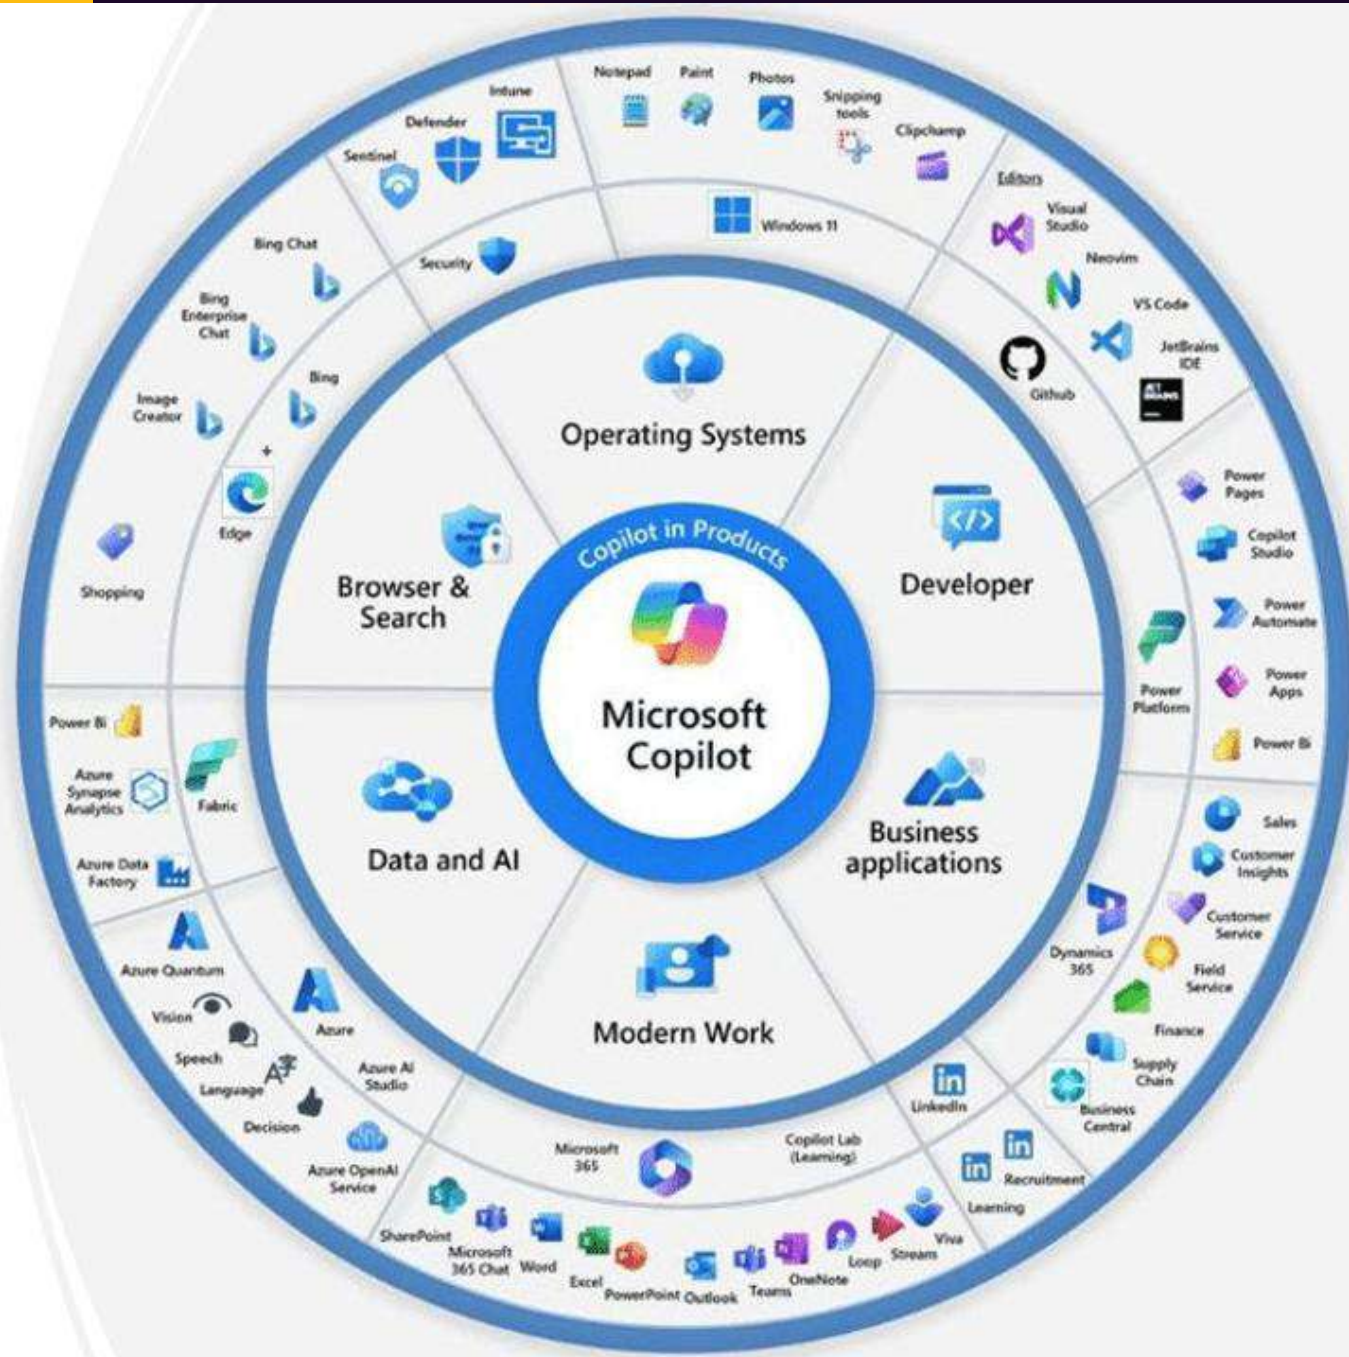 Notepad
Paint
Photos
Snipping
tools
Clipchamp
Windows 11
Intune
Defender
Sentinel
Security
Editors
Visual
Studio
Neovim
VS Code
JetBrains
IDE
JET
BRAINS
Github
Bing Chat
Bing
Enterprise
Chat
Image
Creator
Bing
+
Edge
Shopping
Operating Systems
Browser &
Search
Developer
Copilot in Products
Microsoft
Copilot
Data and AI
Business
applications
Modern Work
Power
Pages
Copilot
Studio
Power
Automate
Power
Apps
Power Bi
Power
Platform
Power Bi
Azure
Synapse
Analytics
Azure Data
Factory
Fabric
Sales
Customer
Insights
Customer
Service
Field
Service
Finance
Supply
Chain
Business
Central
Dynamics
365
Azure Quantum
Vision
Speech
Language
Decision
Azure OpenAI
Service
Azure
Azure AI
Studio
in
LinkedIn
in
Recruitment
in
Learning
Microsoft
365
Copilot Lab
(Learning)
SharePoint
Microsoft
365 Chat
Word
Excel
PowerPoint
Outlook
Teams
OneNote
Loop
Stream
Viva